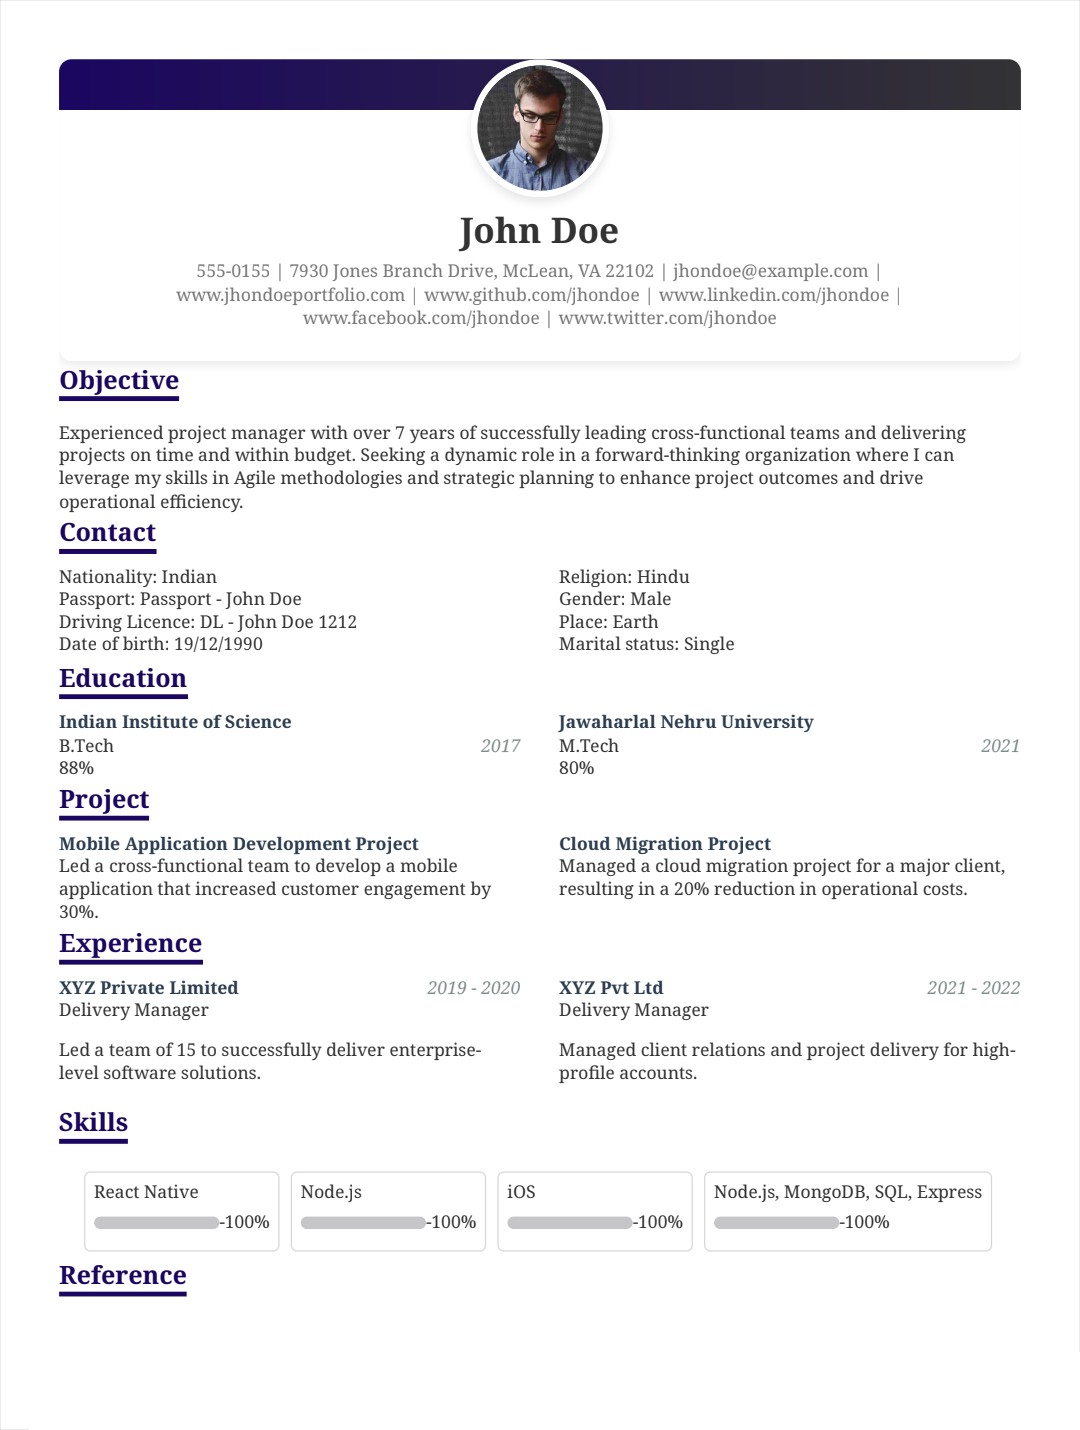 John Doe
555-0155 | 7930 Jones Branch Drive, McLean, VA 22102 | jhondoe@example.com |
www.jhondoeportfolio.com | www.github.com/jhondoe | www.linkedin.com/jhondoe |
www.facebook.com/jhondoe | www.twitter.com/jhondoe
Objective
Experienced project manager with over 7 years of successfully leading cross-functional teams and delivering
projects on time and within budget. Seeking a dynamic role in a forward-thinking organization where I can
leverage my skills in Agile methodologies and strategic planning to enhance project outcomes and drive
operational efficiency.
Contact
Nationality: Indian
Passport: Passport - John Doe
Driving Licence: DL - John Doe 1212
Date of birth: 19/12/1990
Religion: Hindu
Gender: Male
Place: Earth
Marital status: Single
Education
Indian Institute of Science
B.Tech 2017
88%
Jawaharlal Nehru University
M.Tech 2021
80%
Project
Mobile Application Development Project
Led a cross-functional team to develop a mobile
application that increased customer engagement by
30%.
Cloud Migration Project
Managed a cloud migration project for a major client,
resulting in a 20% reduction in operational costs.
Experience
XYZ Private Limited 2019 - 2020
Delivery Manager
Led a team of 15 to successfully deliver enterprise-
level software solutions.
XYZ Pvt Ltd 2021 - 2022
Delivery Manager
Managed client relations and project delivery for high-
profile accounts.
Skills
React Native
-100%
Node.js
-100%
iOS
-100%
Node.js, MongoDB, SQL, Express
-100%
Reference